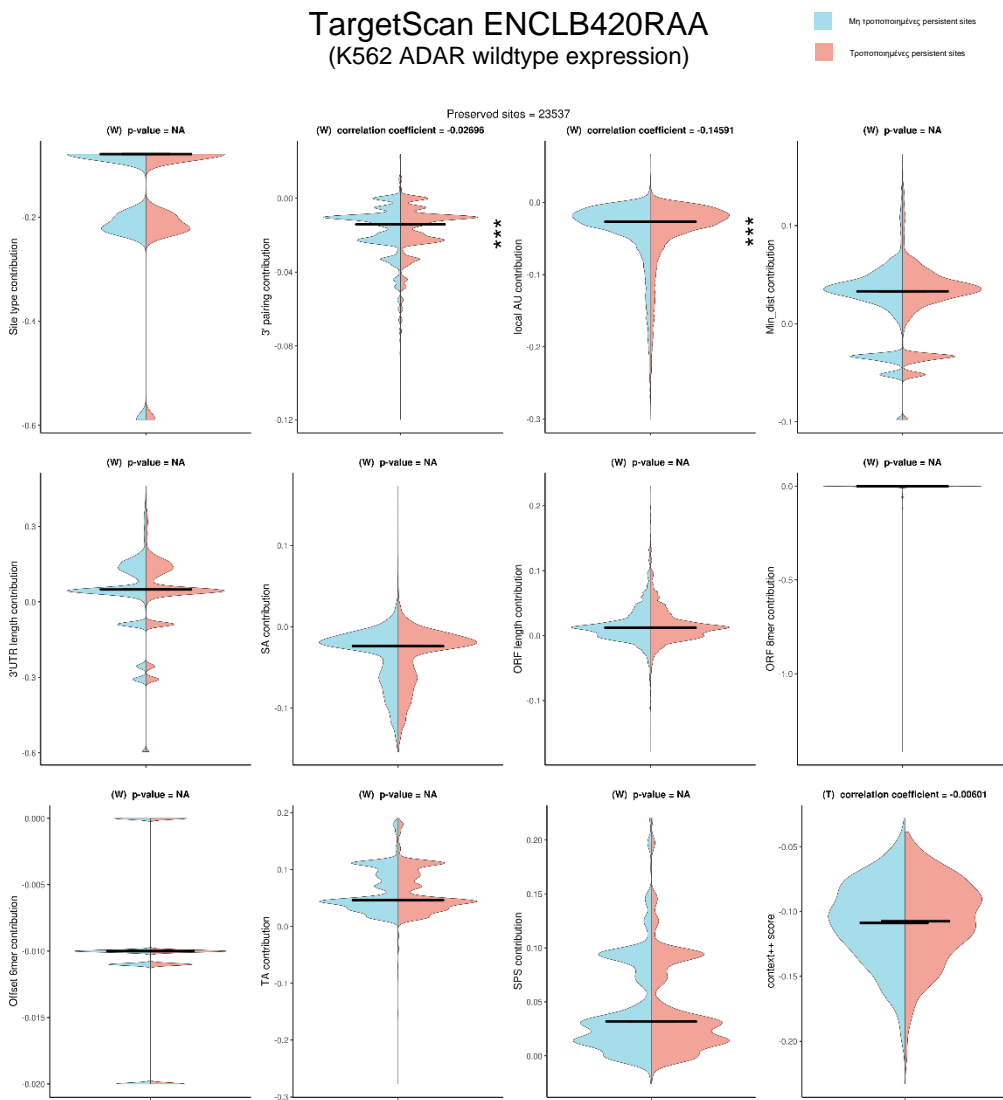 TargetScan ENCLB420RAA
(K562 ADAR wildtype expression)
Μη τροποποιημένες persistent sites
Τροποποιημένες persistent sites
Preserved sites = 23537
(W) p-value = NA
(W) correlation coefficient = -0.02696
(W) correlation coefficient = -0.14591
(W) p-value = NA
Site type contribution
-0.2
-0.4
-0.6
3' pairing contribution
0.00
-0.04
-0.08
-0.12
***
local AU contribution
0.0
-0.1
-0.2
-0.3
***
Min_dist contribution
0.1
0.0
-0.1
(W) p-value = NA
(W) p-value = NA
(W) p-value = NA
(W) p-value = NA
3'UTR length contribution
0.3
0.0
-0.3
-0.6
SA contribution
0.1
0.0
-0.1
ORF length contribution
0.2
0.1
0.0
-0.1
ORF 8mer contribution
0.0
-0.5
-1.0
(W) p-value = NA
(W) p-value = NA
(W) p-value = NA
(T) correlation coefficient = -0.00601
Offset 6mer contribution
0.000
-0.005
-0.010
-0.015
-0.020
TA contribution
0.2
0.1
0.0
-0.1
-0.2
-0.3
SPS contribution
0.20
0.15
0.10
0.05
0.00
context++ score
-0.05
-0.10
-0.15
-0.20